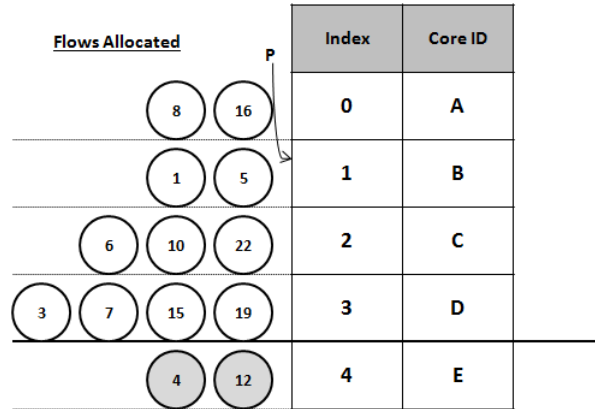 Flows Allocated P Index Core ID
8 16 0 A
1 5 1 B
6 10 22 2 C
3 7 15 19 3 D
4 12 4 E